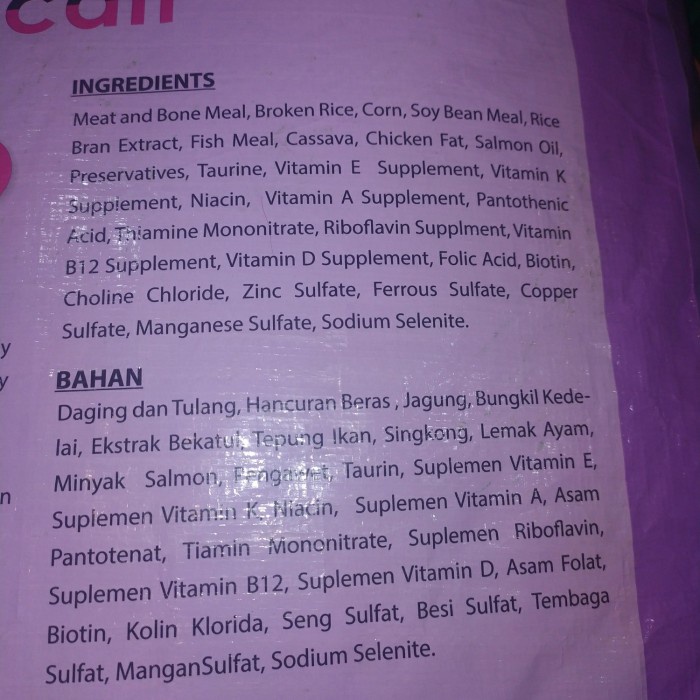 INGREDIENTS
Meat and Bone Meal, Broken Rice, Corn, Soy Bean Meal, Rice
Bran Extract, Fish Meal, Cassava, Chicken Fat, Salmon Oil,
Preservatives, Taurine, Vitamin E Supplement, Vitamin K
Supplement, Niacin, Vitamin A Supplement, Pantothenic
Acid, Thiamine Mononitrate, Riboflavin Supplment, Vitamin
B12 Supplement, Vitamin D Supplement, Folic Acid, Biotin,
Choline Chloride, Zinc Sulfate, Ferrous Sulfate, Copper
Sulfate, Manganese Sulfate, Sodium Selenite.
BAHAN
Daging dan Tulang, Hancuran Beras, Jagung, Bungkil Kede-
lai, Ekstrak Bekatul, Tepung Ikan, Singkong, Lemak Ayam,
Minyak Salmon, Pengawet, Taurin, Suplemen Vitamin E,
Suplemen Vitamin K, Niacin, Suplemen Vitamin A, Asam
Pantotenat, Tiamin Mononitrate, Suplemen Riboflavin,
Suplemen Vitamin B12, Suplemen Vitamin D, Asam Folat,
Biotin, Kolin Klorida, Seng Sulfat, Besi Sulfat, Tembaga
Sulfat, ManganSulfat, Sodium Selenite.